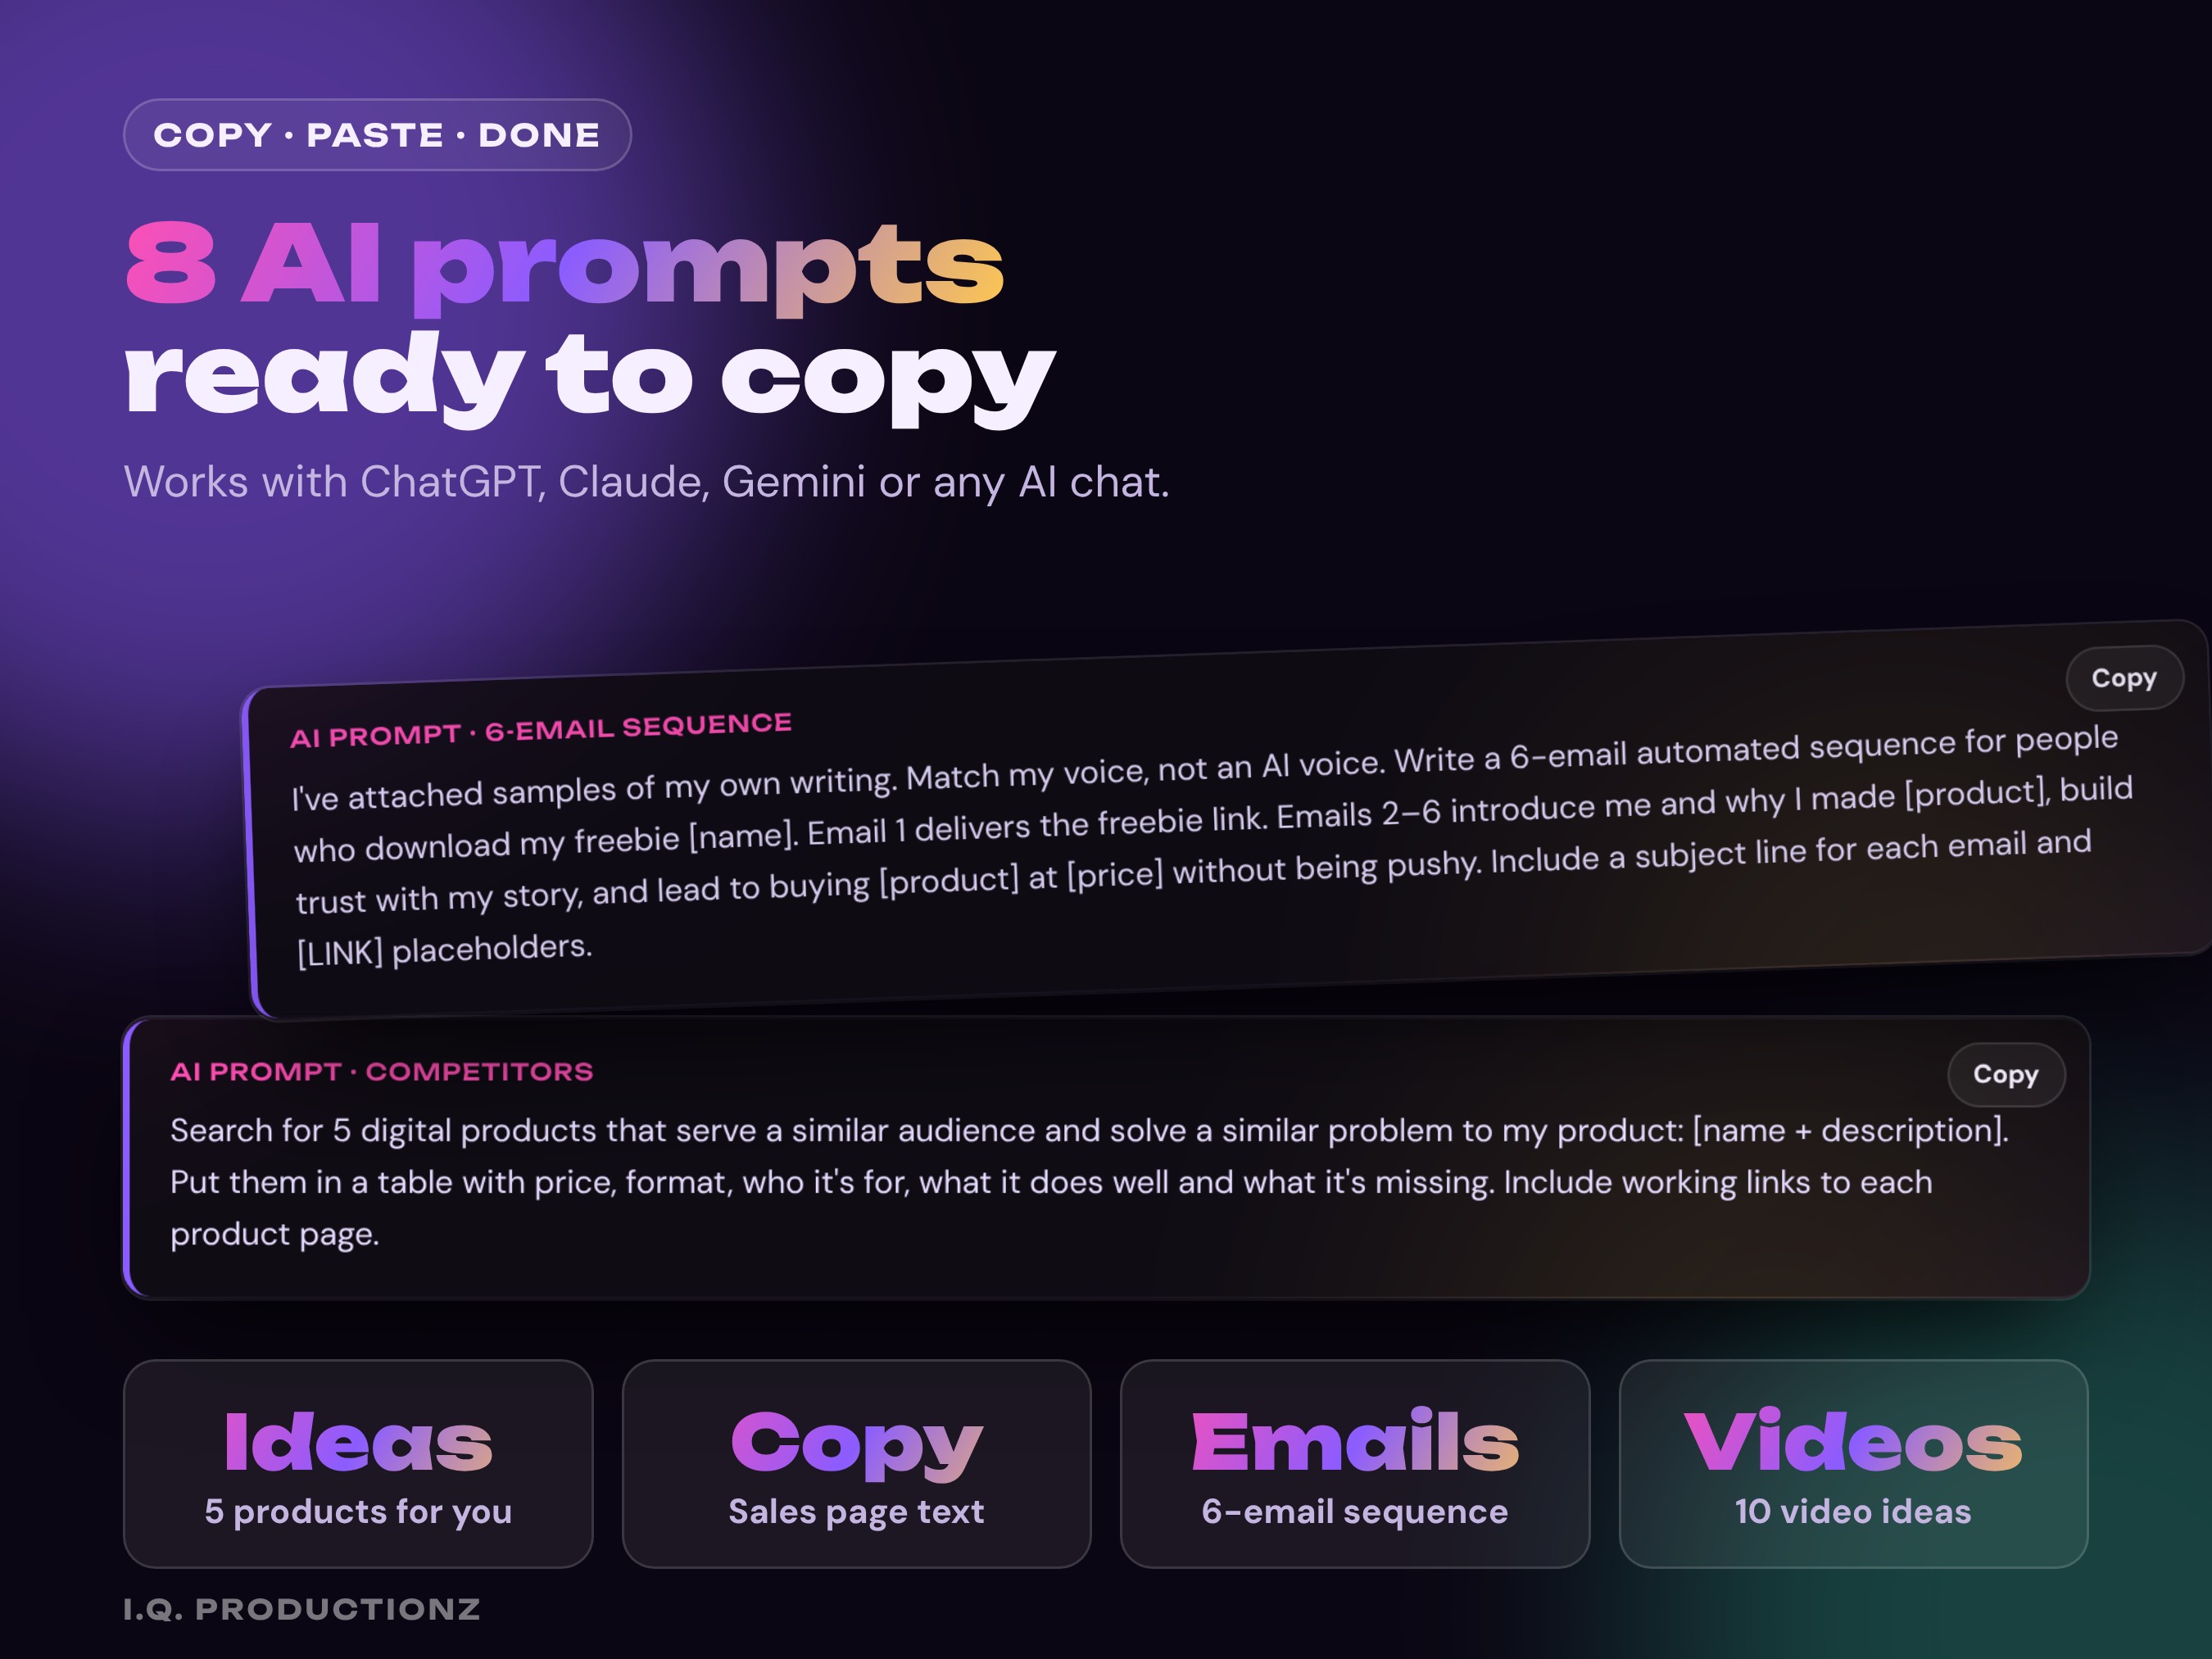 COPY · PASTE · DONE
8 AI prompts
ready to copy
Works with ChatGPT, Claude, Gemini or any AI chat.
Copy
AI PROMPT · 6-EMAIL SEQUENCE
I've attached samples of my own writing. Match my voice, not an AI voice. Write a 6-email automated sequence for people
who download my freebie [name]. Email 1 delivers the freebie link. Emails 2–6 introduce me and why I made [product], build
trust with my story, and lead to buying [product] at [price] without being pushy. Include a subject line for each email and
[LINK] placeholders.
AI PROMPT · COMPETITORS
Copy
Search for 5 digital products that serve a similar audience and solve a similar problem to my product: [name + description].
Put them in a table with price, format, who it's for, what it does well and what it's missing. Include working links to each
product page.
Ideas
5 products for you
Copy
Sales page text
Emails
6-email sequence
Videos
10 video ideas
I.Q. PRODUCTIONZ